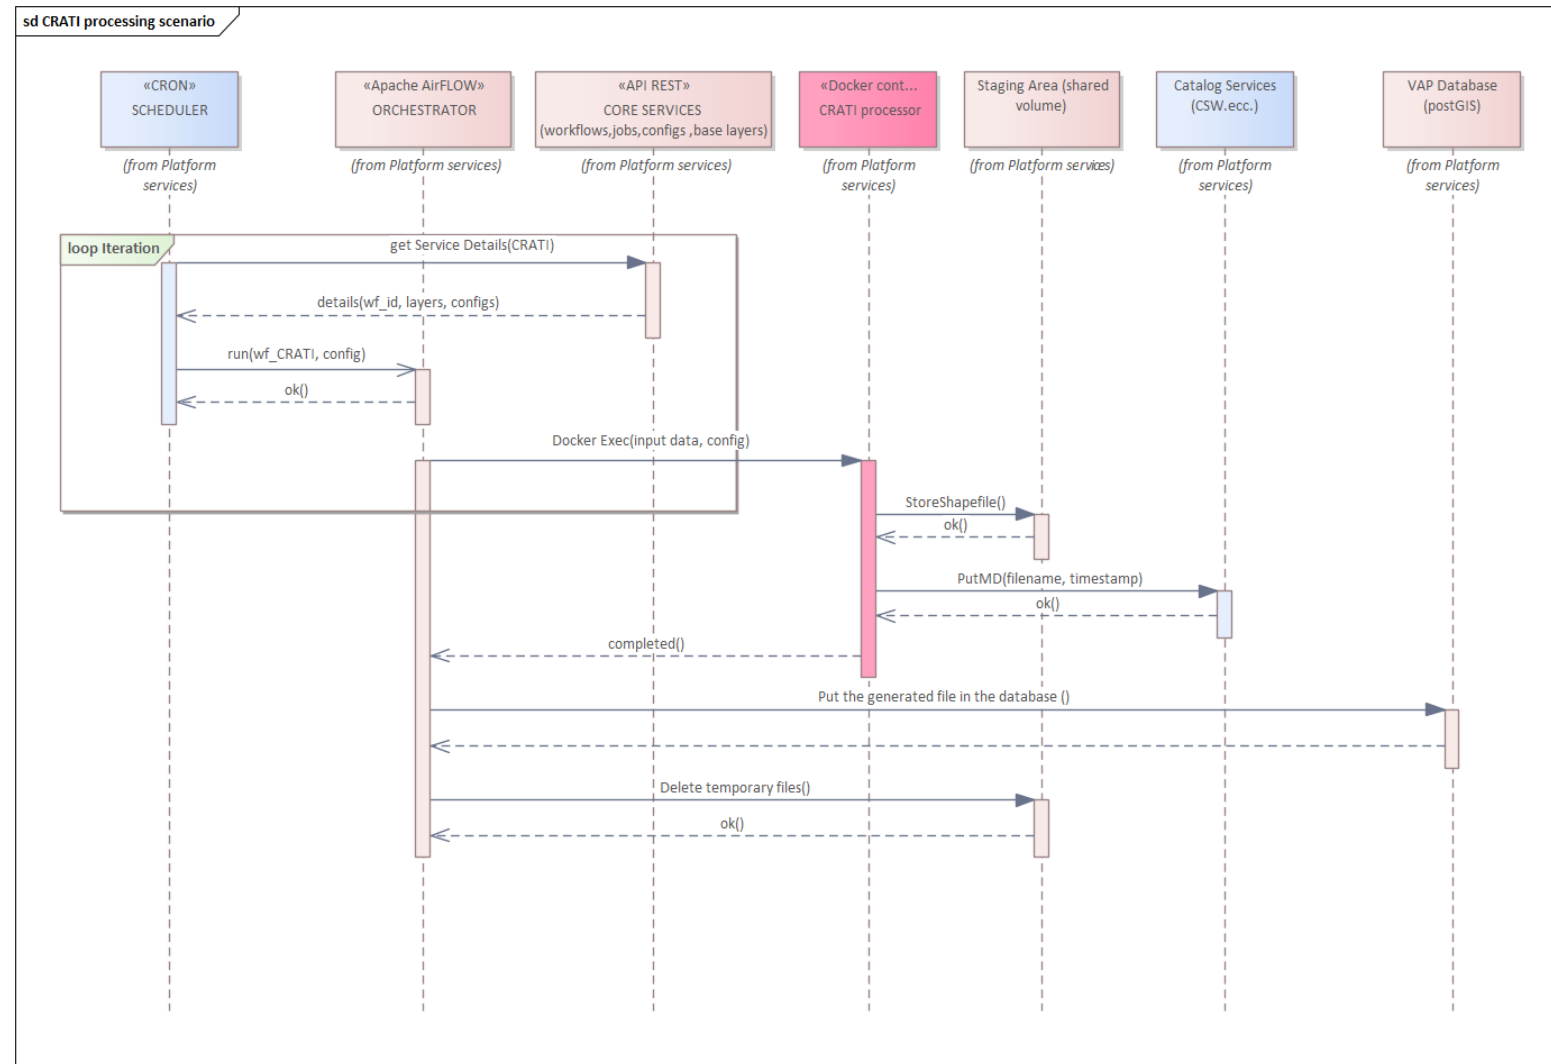 sd CRATI processing scenario
«CRON»
SCHEDULER
(from Platform
services)
«Apache AirFLOW»
ORCHESTRATOR
(from Platform services)
«API REST»
CORE SERVICES
(workflows,jobs,configs ,base layers)
(from Platform services)
«Docker cont...
CRATI processor
(from Platform
services)
Staging Area (shared
volume)
(from Platform services)
Catalog Services
(CSW.ecc.)
(from Platform
services)
VAP Database
(postGIS)
(from Platform
services)
loop Iteration
get Service Details(CRATI)
details(wf_id, layers, configs)
run(wf_CRATI, config)
ok()
Docker Exec(input data, config)
StoreShapefile()
ok()
PutMD(filename, timestamp)
ok()
completed()
Put the generated file in the database ()
Delete temporary files()
ok()